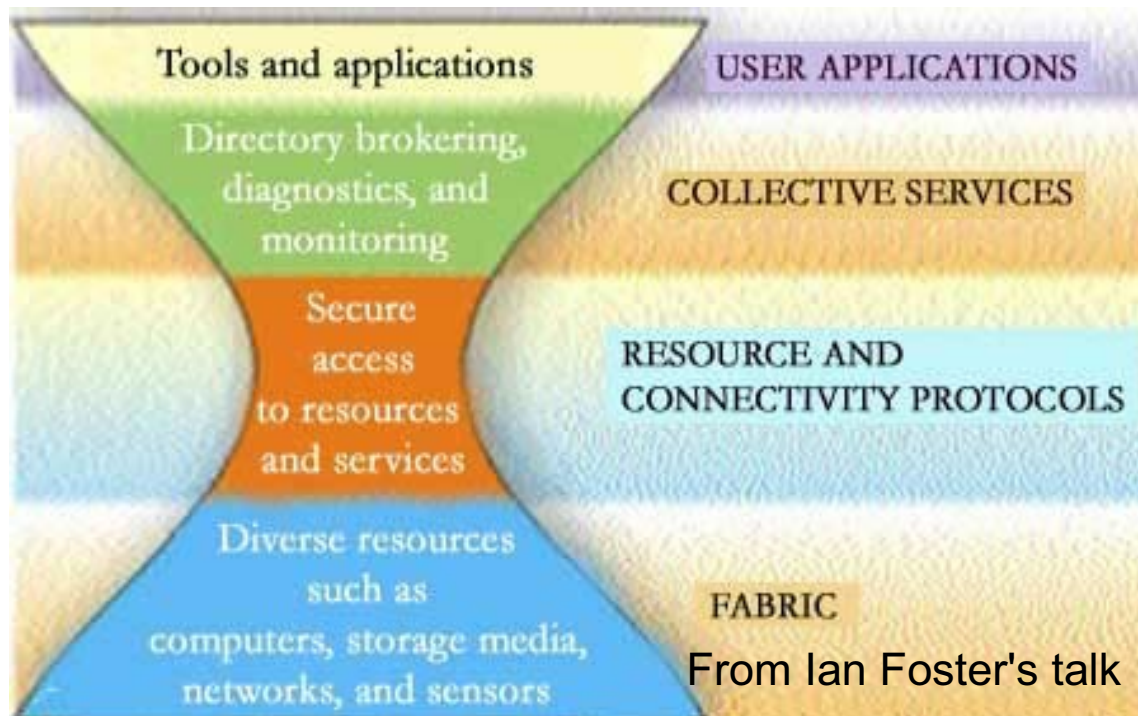 Tools and applications
USER APPLICATIONS
Directory brokering,
diagnostics, and
monitoring
COLLECTIVE SERVICES
Secure
access
to resources
and services
RESOURCE AND
CONNECTIVITY PROTOCOLS
Diverse resources
such as
computers, storage media,
networks, and sensors
FABRIC
From Ian Foster's talk